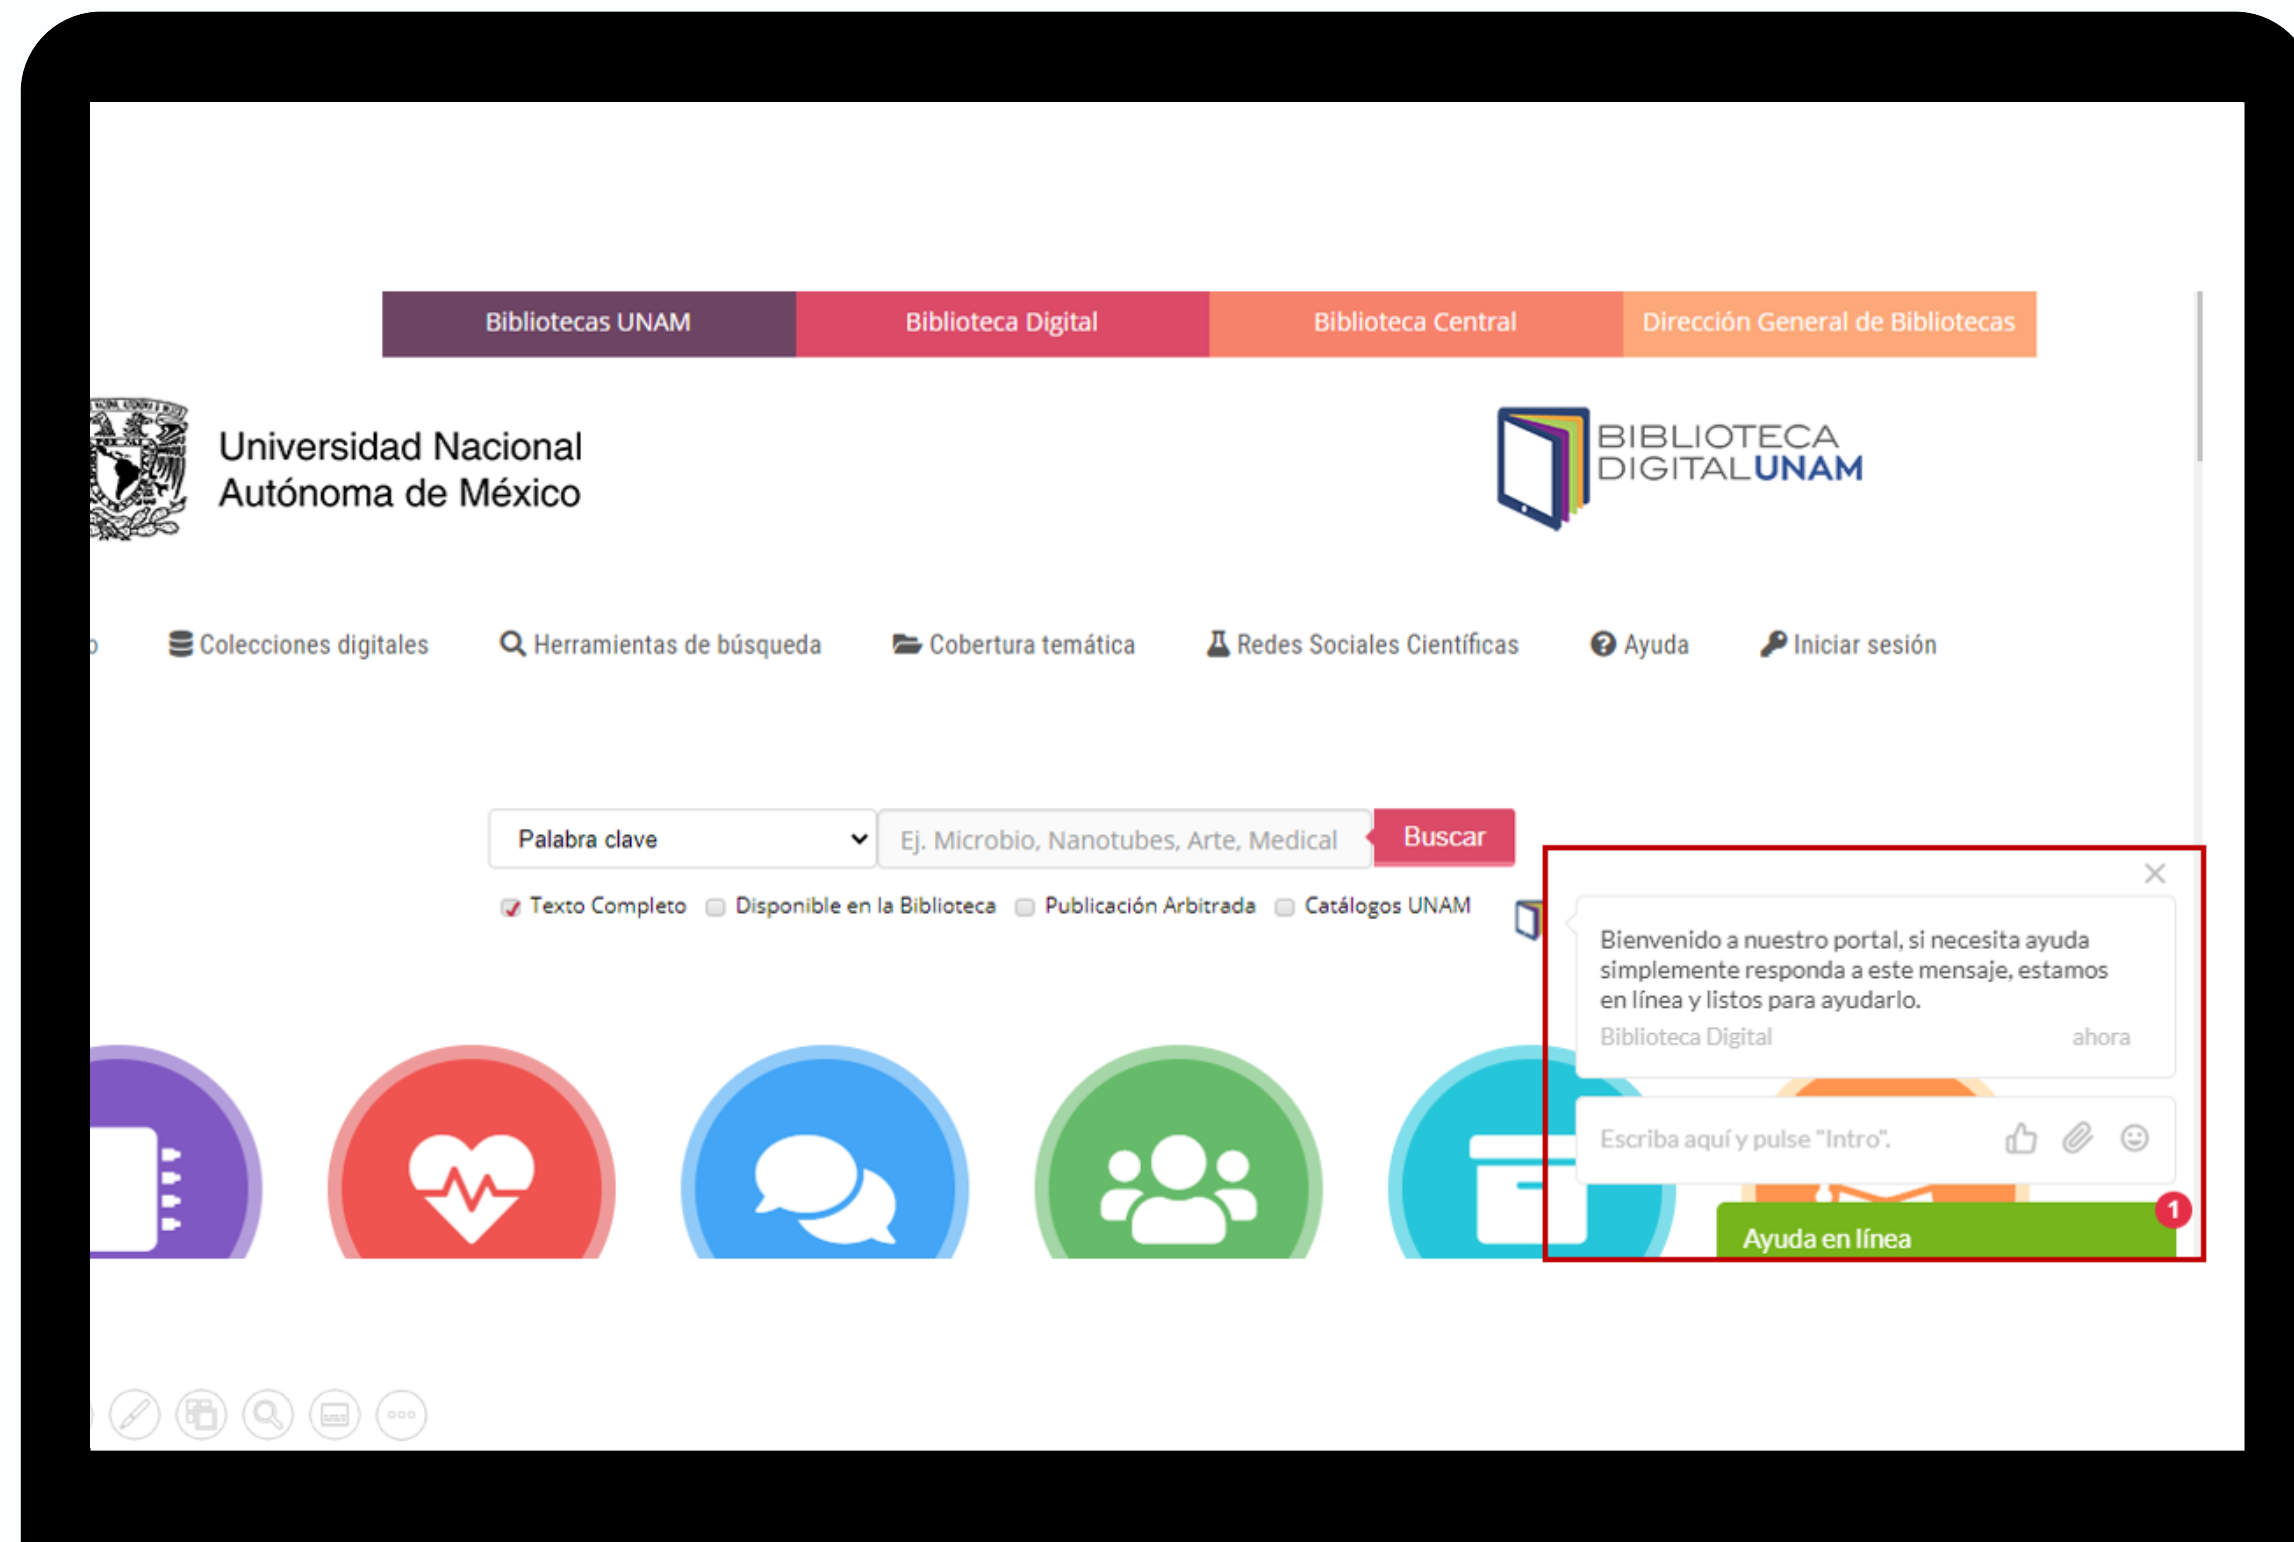 Bibliotecas UNAM
Biblioteca Digital
Biblioteca Central
Dirección General de Bibliotecas
Universidad Nacional
Autónoma de México
BIBLIOTECA
DIGITALUNAM
Colecciones digitales
Herramientas de búsqueda
Cobertura temática
Redes Sociales Científicas
Ayuda
Iniciar sesión
Palabra clave
Ej. Microbio, Nanotubes, Arte, Medical
Buscar
Texto Completo
Disponible en la Biblioteca
Publicación Arbitrada
Catálogos UNAM
Bienvenido a nuestro portal, si necesita ayuda
simplemente responda a este mensaje, estamos
en línea y listos para ayudarlo.
Biblioteca Digital
ahora
Escriba aquí y pulse "Intro".
1
Ayuda en línea